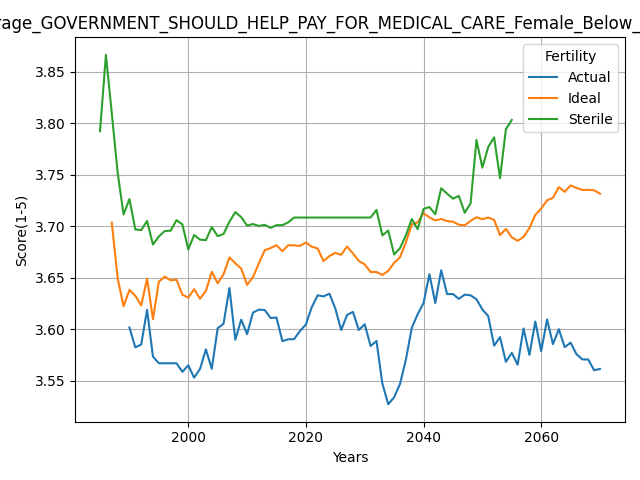 rage_GOVERNMENT_SHOULD_HELP_PAY_FOR_MEDICAL_CARE_Female_Below_
Fertility
Actual
Ideal
Sterile
Score(1-5)
3.85
3.80
3.75
3.70
3.65
3.60
3.55
2000 2020 2040 2060
Years